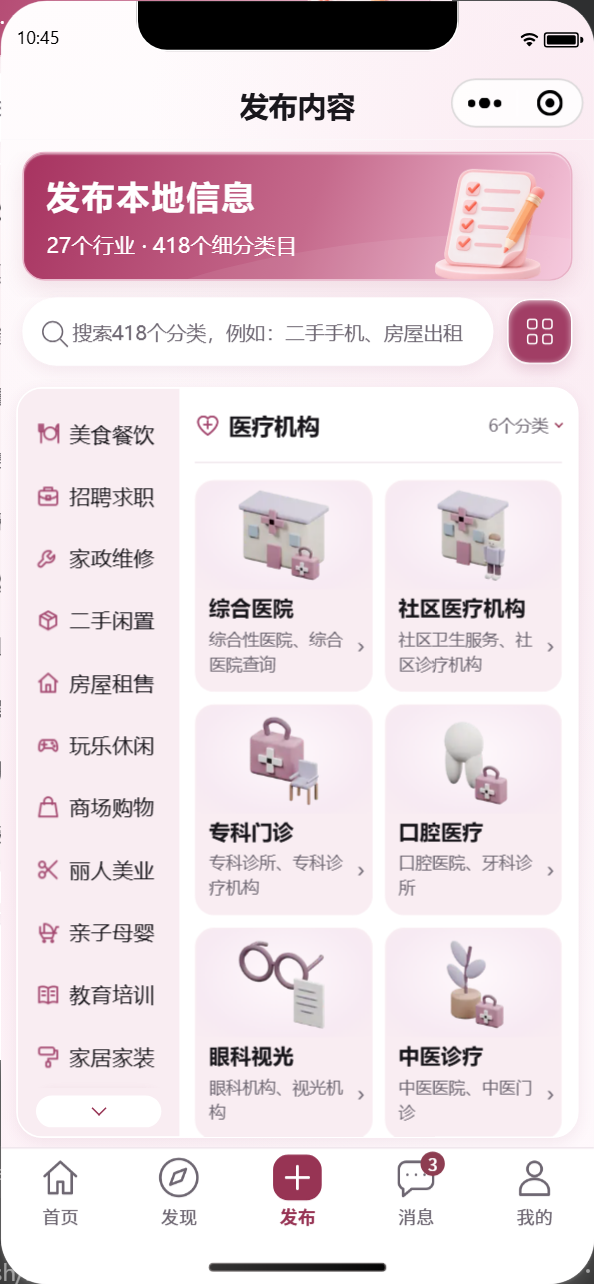 10:45
发布内容
发布本地信息
27个行业 · 418个细分类目
搜索418个分类，例如：二手手机、房屋出租
美食餐饮
招聘求职
家政维修
二手闲置
房屋租售
玩乐休闲
商场购物
丽人美业
亲子母婴
教育培训
家居家装
医疗机构
6个分类
综合医院
综合性医院、综合
医院查询
社区医疗机构
社区卫生服务、社
区诊疗机构
专科门诊
专科诊所、专科诊
疗机构
口腔医疗
口腔医院、牙科诊
所
眼科视光
眼科机构、视光机
构
中医诊疗
中医医院、中医门
诊
首页
发现
发布
3
消息
我的